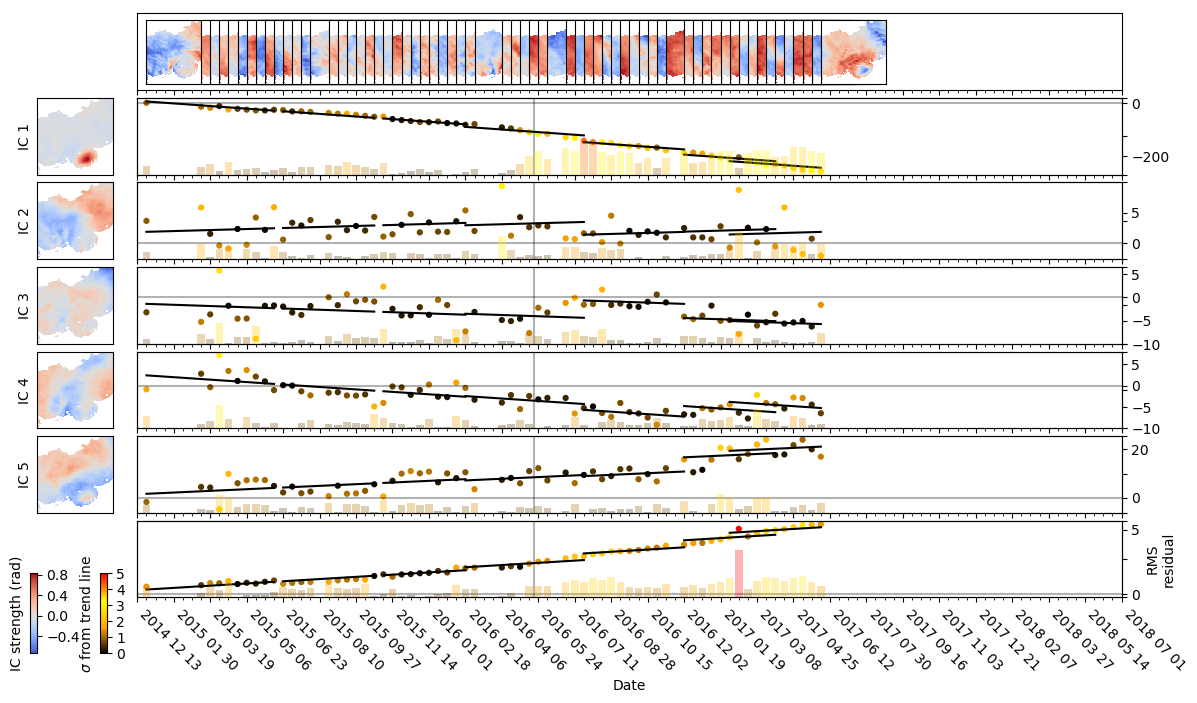 IC 1
0
−200
IC 2
5
0
IC 3
5
0
−5
−10
IC 4
5
0
−5
−10
IC 5
20
0
RMS
residual
5
0
IC strength (rad)
0.8
0.4
0.0
−0.4
σ from trend line
5
4
3
2
1
0
2014 12 13
2015 01 30
2015 03 19
2015 05 06
2015 06 23
2015 08 10
2015 09 27
2015 11 14
2016 01 01
2016 02 18
2016 04 06
2016 05 24
2016 07 11
2016 08 28
2016 10 15
2016 12 02
2017 01 19
2017 03 08
2017 04 25
2017 06 12
2017 07 30
2017 09 16
2017 11 03
2017 12 21
2018 02 07
2018 03 27
2018 05 14
2018 07 01
Date